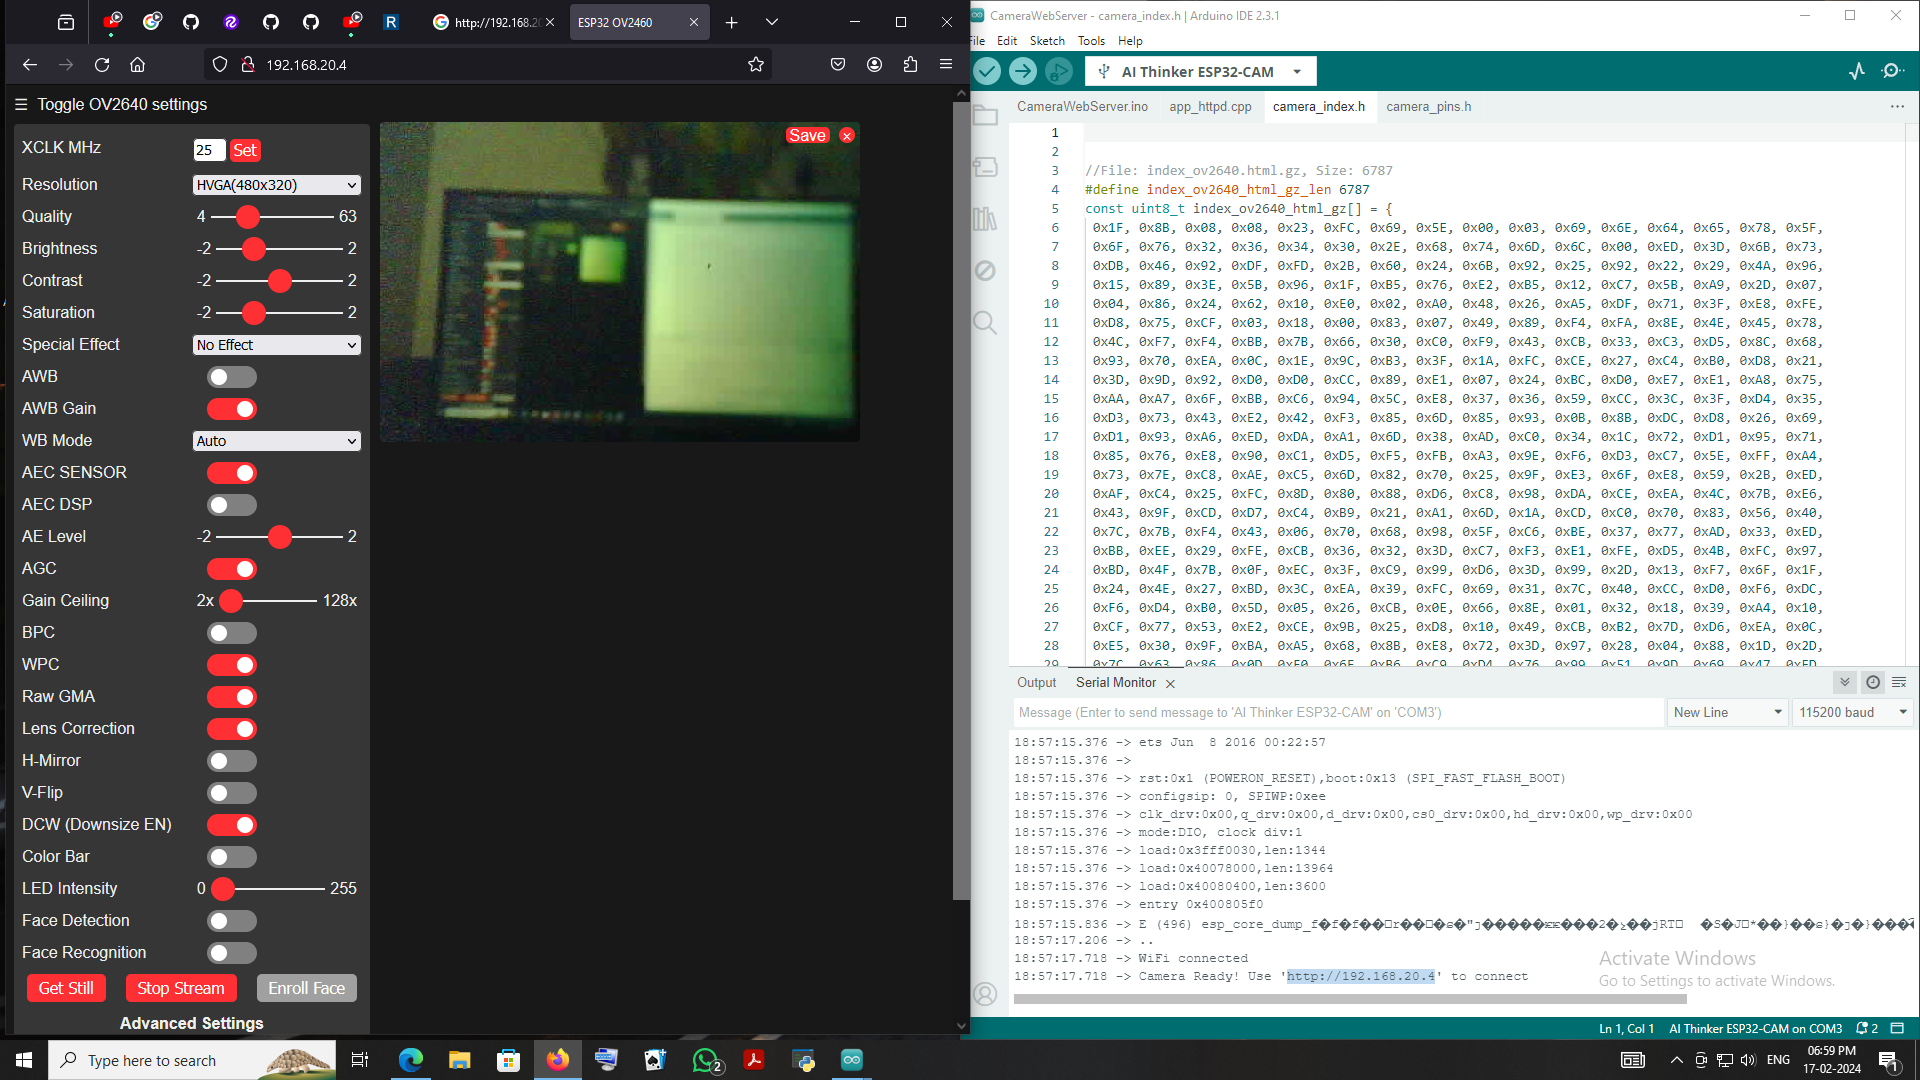 http://192.168.20
ESP32 OV2460
192.168.20.4
Toggle OV2640 settings
XCLK MHz 25 Set
Resolution HVGA(480x320)
Quality 4 63
Brightness -2 2
Contrast -2 2
Saturation -2 2
Special Effect No Effect
AWB
AWB Gain
WB Mode Auto
AEC SENSOR
AEC DSP
AE Level -2 2
AGC
Gain Ceiling 2x 128x
BPC
WPC
Raw GMA
Lens Correction
H-Mirror
V-Flip
DCW (Downsize EN)
Color Bar
LED Intensity 0 255
Face Detection
Face Recognition
Get Still Stop Stream Enroll Face
Advanced Settings
Save
CameraWebServer - camera_index.h | Arduino IDE 2.3.1
File Edit Sketch Tools Help
AI Thinker ESP32-CAM
CameraWebServer.ino app_httpd.cpp camera_index.h camera_pins.h
1
2
3 //File: index_ov2640.html.gz, Size: 6787
4 #define index_ov2640_html_gz_len 6787
5 const uint8_t index_ov2640_html_gz[] = {
6 0x1F, 0x8B, 0x08, 0x08, 0x23, 0xFC, 0x69, 0x5E, 0x00, 0x03, 0x69, 0x6E, 0x64, 0x65, 0x78, 0x5F,
7 0x6F, 0x76, 0x32, 0x36, 0x34, 0x30, 0x2E, 0x68, 0x74, 0x6D, 0x6C, 0x00, 0xED, 0x3D, 0x6B, 0x73,
8 0xDB, 0x46, 0x92, 0xDF, 0xFD, 0x2B, 0x60, 0x24, 0x6B, 0x92, 0x25, 0x92, 0x22, 0x29, 0x4A, 0x96,
9 0x15, 0x89, 0x3E, 0x5B, 0x96, 0x1F, 0xB5, 0x76, 0xE2, 0xB5, 0x12, 0xC7, 0x5B, 0xA9, 0x2D, 0x07,
10 0x04, 0x86, 0x24, 0x62, 0x10, 0xE0, 0x02, 0xA0, 0x48, 0x26, 0xA5, 0xDF, 0x71, 0x3F, 0xE8, 0xFE,
11 0xD8, 0x75, 0xCF, 0x03, 0x18, 0x00, 0x83, 0x07, 0x49, 0x89, 0xF4, 0xFA, 0x8E, 0x4E, 0x45, 0x78,
12 0x4C, 0xF7, 0xF4, 0xBB, 0x7B, 0x66, 0x30, 0xC0, 0xF9, 0x43, 0xCB, 0x33, 0xC3, 0xD5, 0x8C, 0x68,
13 0x93, 0x70, 0xEA, 0x0C, 0x1E, 0x9C, 0xB3, 0x3F, 0x1A, 0xFC, 0xCE, 0x27, 0xC4, 0xB0, 0xD8, 0x21,
14 0x3D, 0x9D, 0x92, 0xD0, 0xD0, 0xCC, 0x89, 0xE1, 0x07, 0x24, 0xBC, 0xD0, 0xE7, 0xE1, 0xA8, 0x75,
15 0xAA, 0xA7, 0x6F, 0xBB, 0xC6, 0x94, 0x5C, 0xE8, 0x37, 0x36, 0x59, 0xCC, 0x3C, 0x3F, 0xD4, 0x35,
16 0xD3, 0x73, 0x43, 0xE2, 0x42, 0xF3, 0x85, 0x6D, 0x85, 0x93, 0x0B, 0x8B, 0xDC, 0xD8, 0x26, 0x69,
17 0xD1, 0x93, 0xA6, 0xED, 0xDA, 0xA1, 0x6D, 0x38, 0xAD, 0xC0, 0x34, 0x1C, 0x72, 0xD1, 0x95, 0x71,
18 0x85, 0x76, 0xE8, 0x90, 0xC1, 0xD5, 0xF5, 0xFB, 0xA3, 0x9E, 0xF6, 0xD3, 0xC7, 0x5E, 0xFF, 0xA4,
19 0x73, 0x7E, 0xC8, 0xAE, 0xC5, 0x6D, 0x82, 0x70, 0x25, 0x9F, 0xE3, 0x6F, 0xE8, 0x59, 0x2B, 0xED,
20 0xAF, 0xC4, 0x25, 0xFC, 0x8D, 0x80, 0x88, 0xD6, 0xC8, 0x98, 0xDA, 0xCE, 0xEA, 0x4C, 0x7B, 0xE6,
21 0x43, 0x9F, 0xCD, 0xD7, 0xC4, 0xB9, 0x21, 0xA1, 0x6D, 0x1A, 0xCD, 0xC0, 0x70, 0x83, 0x56, 0x40,
22 0x7C, 0x7B, 0xF4, 0x43, 0x06, 0x70, 0x68, 0x98, 0x5F, 0xC6, 0xBE, 0x37, 0x77, 0xAD, 0x33, 0xED,
23 0xBB, 0xEE, 0x29, 0xFE, 0xCB, 0x36, 0x32, 0x3D, 0xC7, 0xF3, 0xE1, 0xFE, 0xD5, 0x4B, 0xFC, 0x97,
24 0xBD, 0x4F, 0x7B, 0x0F, 0xEC, 0x3F, 0xC9, 0x99, 0xD6, 0x3D, 0x99, 0x2D, 0x13, 0xF7, 0x6F, 0x1F,
25 0x24, 0x4E, 0x27, 0xBD, 0x3C, 0xEA, 0x39, 0xFC, 0x69, 0x31, 0x7C, 0x40, 0xCC, 0xD0, 0xF6, 0xDC,
26 0xF6, 0xD4, 0xB0, 0x5D, 0x05, 0x26, 0xCB, 0x0E, 0x66, 0x8E, 0x01, 0x32, 0x18, 0x39, 0xA4, 0x10,
27 0xCF, 0x77, 0x53, 0xE2, 0xCE, 0x9B, 0x25, 0xD8, 0x10, 0x49, 0xCB, 0xB2, 0x7D, 0xD6, 0xEA, 0x0C,
28 0xE5, 0x30, 0x9F, 0xBA, 0xA5, 0x68, 0x8B, 0xE8, 0x72, 0x3D, 0x97, 0x28, 0x04, 0x88, 0x1D, 0x2D,
29 0x7C, 0x63, 0x86, 0x0D, 0xF0, 0x6F, 0xB6, 0xC9, 0xD4, 0x76, 0x99, 0x51, 0x9D, 0x69, 0x47, 0xFD,
Output Serial Monitor
Message (Enter to send message to 'AI Thinker ESP32-CAM' on 'COM3') New Line 115200 baud
18:57:15.376 -> ets Jun 8 2016 00:22:57
18:57:15.376 ->
18:57:15.376 -> rst:0x1 (POWERON_RESET),boot:0x13 (SPI_FAST_FLASH_BOOT)
18:57:15.376 -> configsip: 0, SPIWP:0xee
18:57:15.376 -> clk_drv:0x00,q_drv:0x00,d_drv:0x00,cs0_drv:0x00,hd_drv:0x00,wp_drv:0x00
18:57:15.376 -> mode:DIO, clock div:1
18:57:15.376 -> load:0x3fff0030,len:1344
18:57:15.376 -> load:0x40078000,len:13964
18:57:15.376 -> load:0x40080400,len:3600
18:57:15.376 -> entry 0x400805f0
18:57:15.836 -> E (496) esp_core_dump_f
18:57:17.206 -> ..
18:57:17.718 -> WiFi connected
18:57:17.718 -> Camera Ready! Use 'http://192.168.20.4' to connect
Activate Windows
Go to Settings to activate Windows.
Ln 1, Col 1 AI Thinker ESP32-CAM on COM3 2
Type here to search
2
ENG
06:59 PM
17-02-2024
1